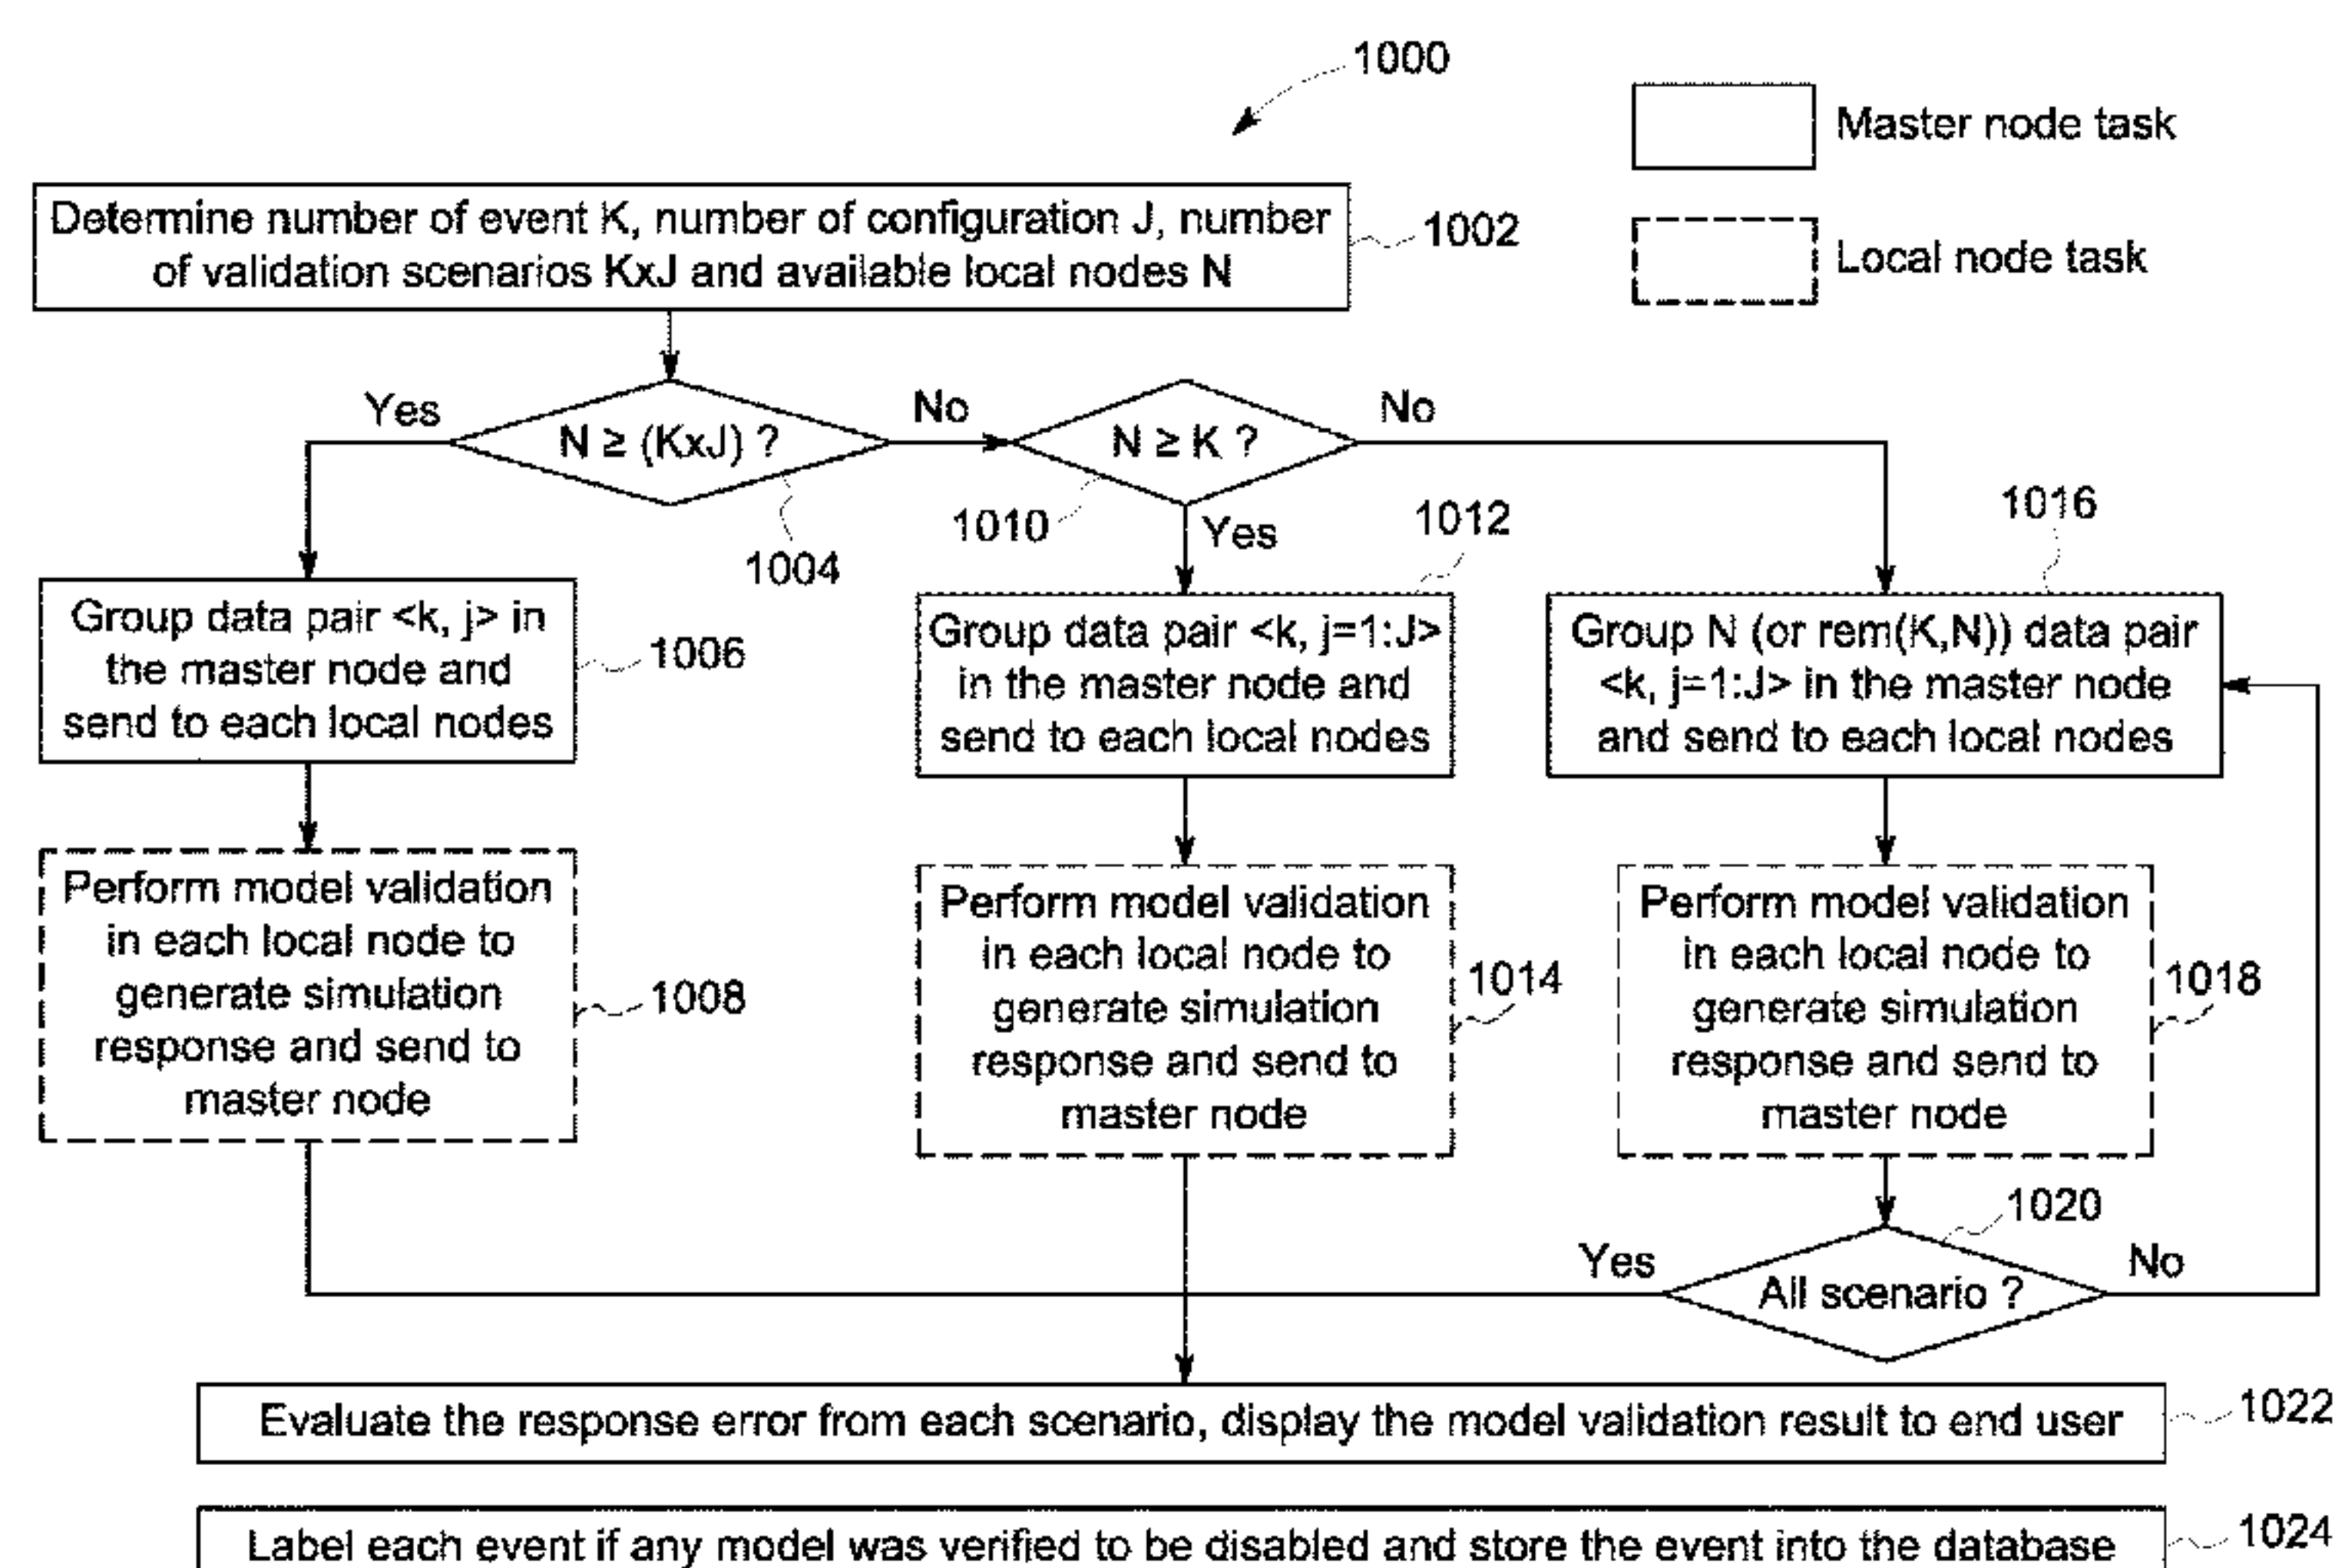 1000
Master node task
Local node task
Determine number of event K, number of configuration J, number
of validation scenarios KxJ and available local nodes N
1002
Yes
N ≥ (KxJ) ?
No
1004
N ≥ K ?
No
1010
Yes
1012
1016
Group data pair <k, j> in
the master node and
send to each local nodes
1006
Group data pair <k, j=1:J>
in the master node and
send to each local nodes
Group N (or rem(K,N)) data pair
<k, j=1:J> in the master node
and send to each local nodes
Perform model validation
in each local node to
generate simulation
response and send to
master node
1008
Perform model validation
in each local node to
generate simulation
response and send to
master node
1014
Perform model validation
in each local node to
generate simulation
response and send to
master node
1018
1020
Yes
All scenario ?
No
Evaluate the response error from each scenario, display the model validation result to end user
1022
Label each event if any model was verified to be disabled and store the event into the database
1024